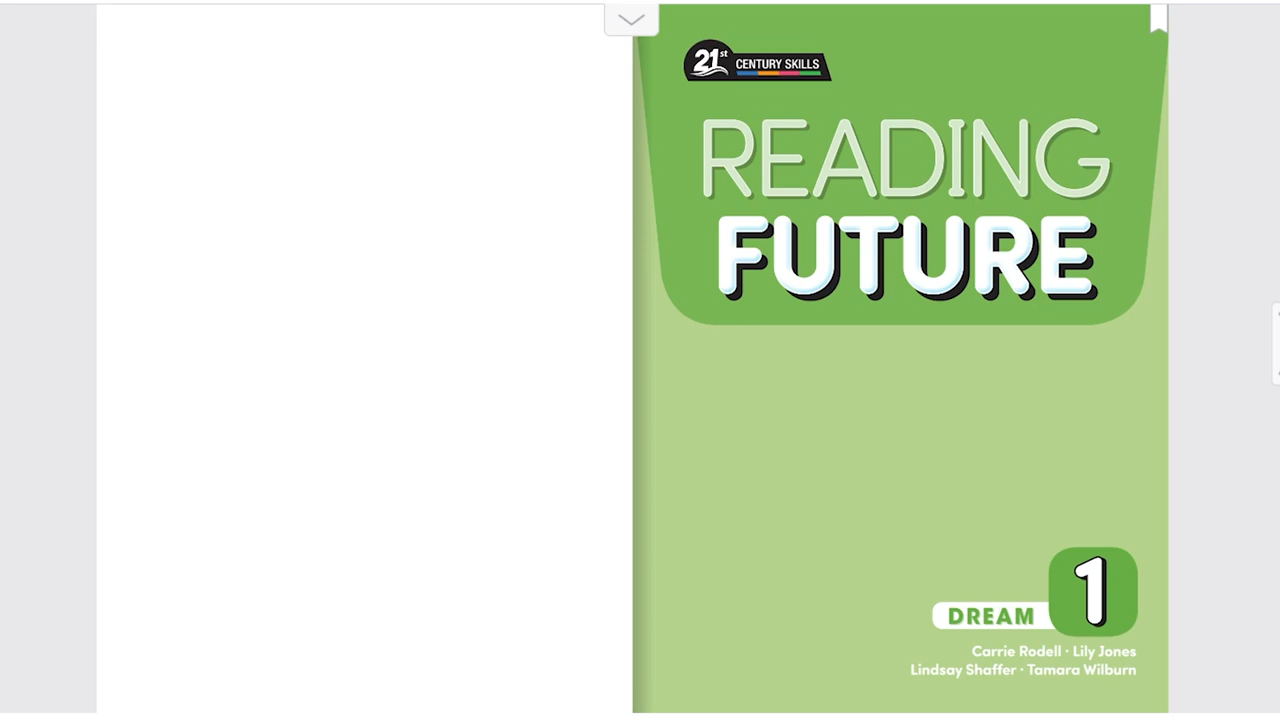 21st CENTURY SKILLS
READING
FUTURE
1
DREAM
Carrie Rodell · Lily Jones
Lindsay Shaffer · Tamara Wilburn